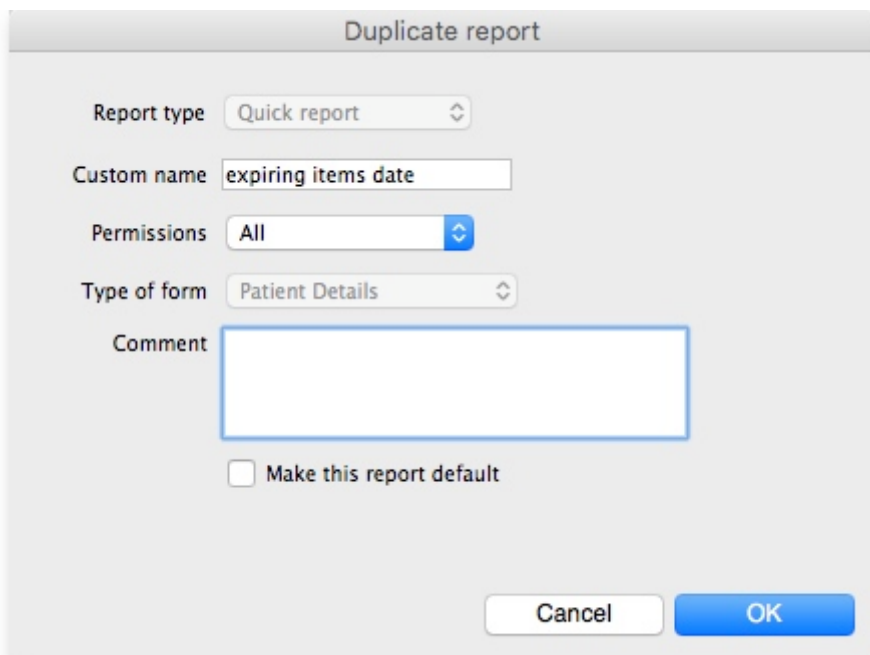 Duplicate report
Report type Quick report
Custom name expiring items date
Permissions All
Type of form Patient Details
Comment
Make this report default
Cancel OK